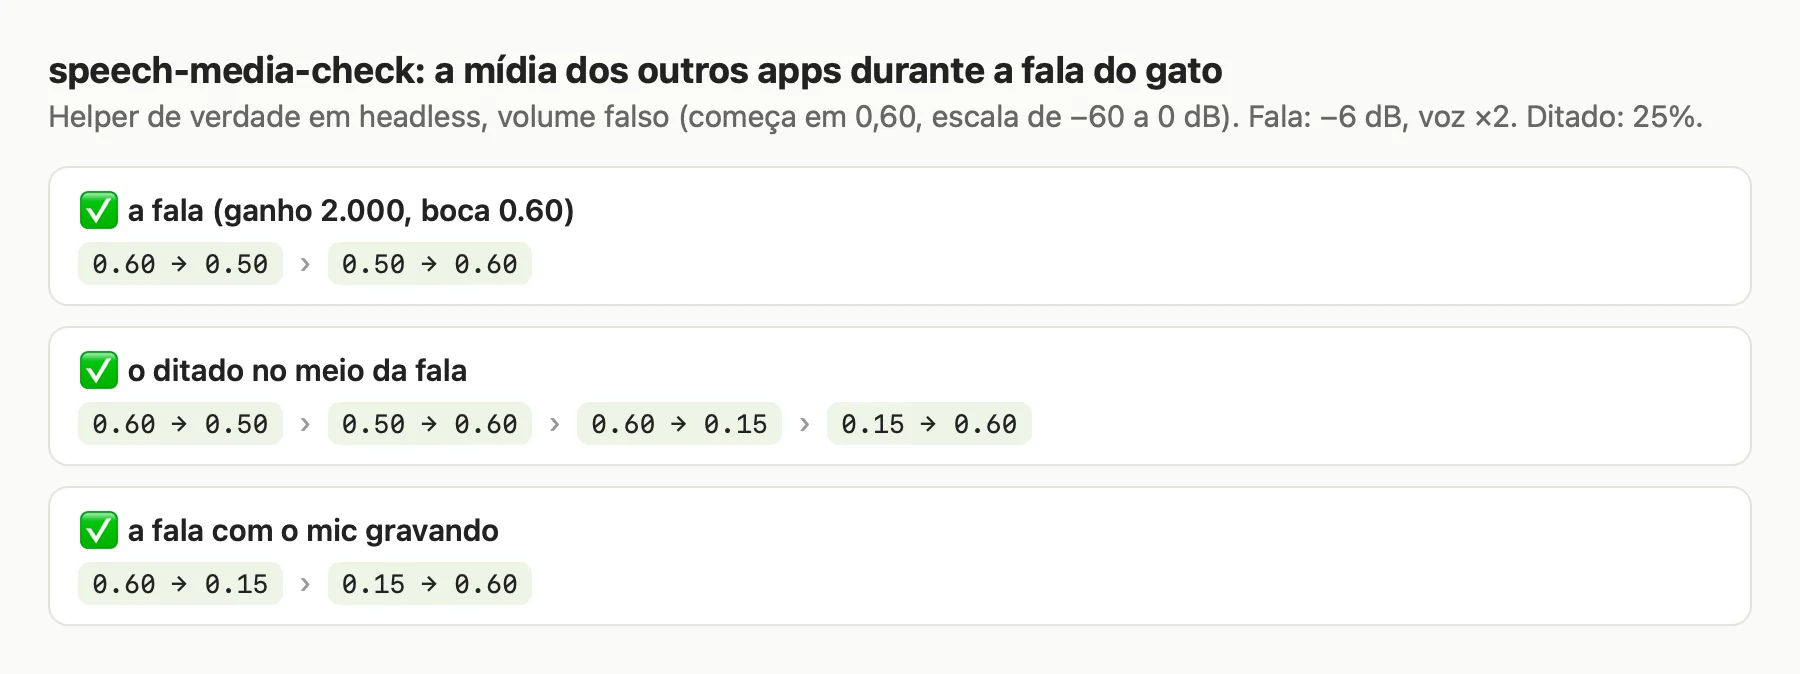 speech-media-check: a mídia dos outros apps durante a fala do gato
Helper de verdade em headless, volume falso (começa em 0,60, escala de −60 a 0 dB). Fala: −6 dB, voz ×2. Ditado: 25%.
✅ a fala (ganho 2.000, boca 0.60)
0.60 → 0.50 › 0.50 → 0.60
✅ o ditado no meio da fala
0.60 → 0.50 › 0.50 → 0.60 › 0.60 → 0.15 › 0.15 → 0.60
✅ a fala com o mic gravando
0.60 → 0.15 › 0.15 → 0.60